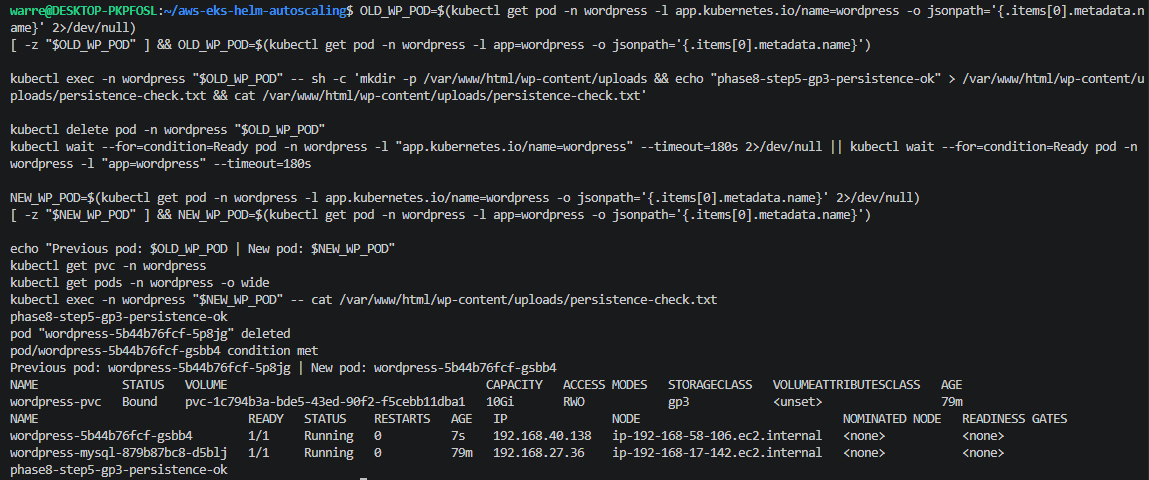 warre@DESKTOP-PKPFOSL:~/aws-eks-helm-autoscaling$ OLD_WP_POD=$(kubectl get pod -n wordpress -l app.kubernetes.io/name=wordpress -o jsonpath='{.items[0].metadata.n
ame}' 2>/dev/null)
[ -z "$OLD_WP_POD" ] && OLD_WP_POD=$(kubectl get pod -n wordpress -l app=wordpress -o jsonpath='{.items[0].metadata.name}')
kubectl exec -n wordpress "$OLD_WP_POD" -- sh -c 'mkdir -p /var/www/html/wp-content/uploads && echo "phase8-step5-gp3-persistence-ok" > /var/www/html/wp-content/u
ploads/persistence-check.txt && cat /var/www/html/wp-content/uploads/persistence-check.txt'
kubectl delete pod -n wordpress "$OLD_WP_POD"
kubectl wait --for=condition=Ready pod -n wordpress -l "app.kubernetes.io/name=wordpress" --timeout=180s 2>/dev/null || kubectl wait --for=condition=Ready pod -n
wordpress -l "app=wordpress" --timeout=180s
NEW_WP_POD=$(kubectl get pod -n wordpress -l app.kubernetes.io/name=wordpress -o jsonpath='{.items[0].metadata.name}' 2>/dev/null)
[ -z "$NEW_WP_POD" ] && NEW_WP_POD=$(kubectl get pod -n wordpress -l app=wordpress -o jsonpath='{.items[0].metadata.name}')
echo "Previous pod: $OLD_WP_POD | New pod: $NEW_WP_POD"
kubectl get pvc -n wordpress
kubectl get pods -n wordpress -o wide
kubectl exec -n wordpress "$NEW_WP_POD" -- cat /var/www/html/wp-content/uploads/persistence-check.txt
phase8-step5-gp3-persistence-ok
pod "wordpress-5b44b76fcf-5p8jg" deleted
pod/wordpress-5b44b76fcf-gsbb4 condition met
Previous pod: wordpress-5b44b76fcf-5p8jg | New pod: wordpress-5b44b76fcf-gsbb4
NAME STATUS VOLUME CAPACITY ACCESS MODES STORAGECLASS VOLUMEATTRIBUTESCLASS AGE
wordpress-pvc Bound pvc-1c794b3a-bde5-43ed-90f2-f5cebb11dba1 10Gi RWO gp3 <unset> 79m
NAME READY STATUS RESTARTS AGE IP NODE NOMINATED NODE READINESS GATES
wordpress-5b44b76fcf-gsbb4 1/1 Running 0 7s 192.168.40.138 ip-192-168-58-106.ec2.internal <none> <none>
wordpress-mysql-879b87bc8-d5blj 1/1 Running 0 79m 192.168.27.36 ip-192-168-17-142.ec2.internal <none> <none>
phase8-step5-gp3-persistence-ok